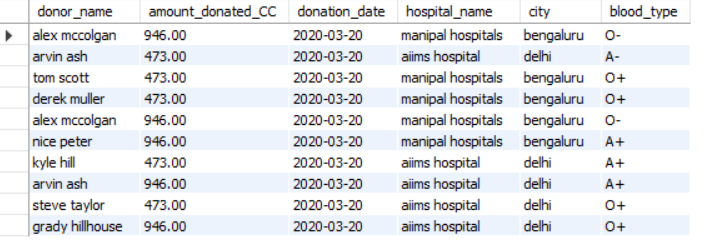 donor_name amount_donated_CC donation_date hospital_name city blood_type
alex mccolgan 946.00 2020-03-20 manipal hospitals bengaluru O-
arvin ash 473.00 2020-03-20 aiims hospital delhi A-
tom scott 473.00 2020-03-20 manipal hospitals bengaluru O+
derek muller 473.00 2020-03-20 manipal hospitals bengaluru O+
alex mccolgan 946.00 2020-03-20 manipal hospitals bengaluru O-
nice peter 946.00 2020-03-20 manipal hospitals bengaluru A+
kyle hill 473.00 2020-03-20 aiims hospital delhi A+
arvin ash 946.00 2020-03-20 aiims hospital delhi A+
steve taylor 473.00 2020-03-20 aiims hospital delhi O+
grady hillhouse 946.00 2020-03-20 aiims hospital delhi O+